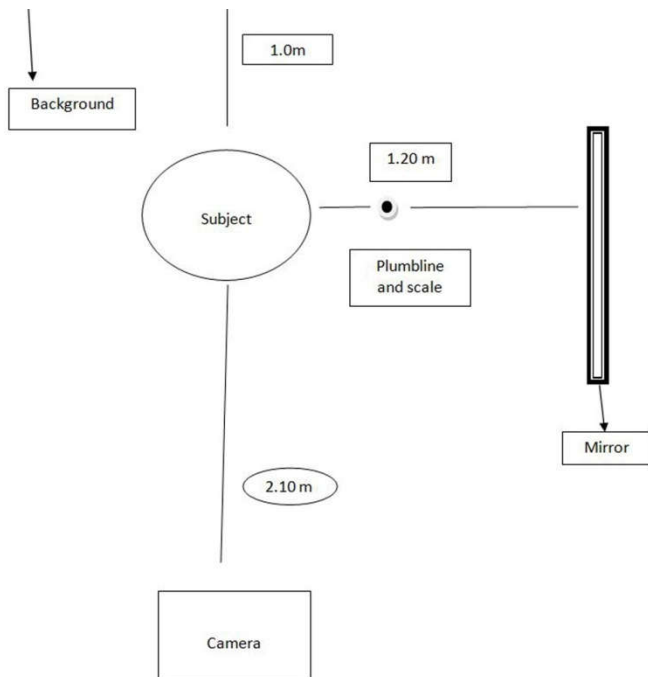 1.0m
Background
1.20 m
Subject
Plumbline
and scale
Mirror
2.10 m
Camera